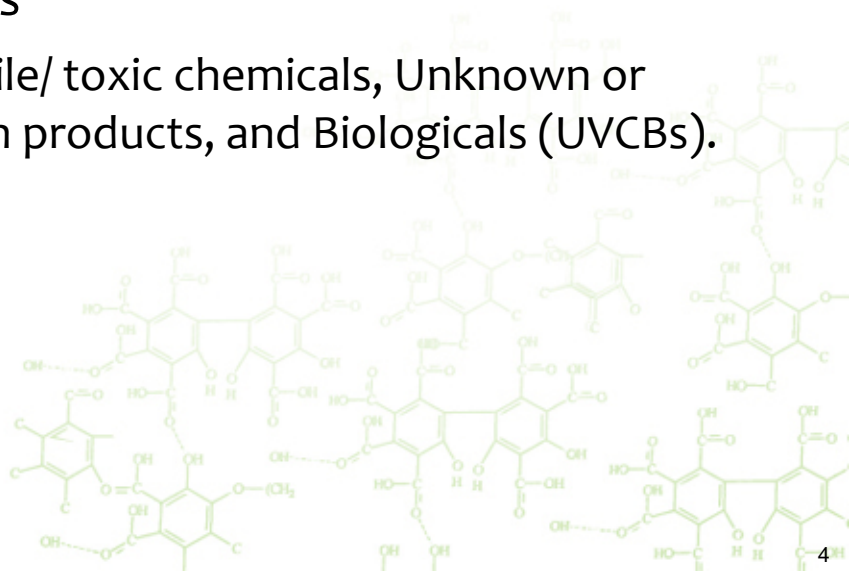 s
ile/ toxic chemicals, Unknown or
n products, and Biologicals (UVCBs).
4